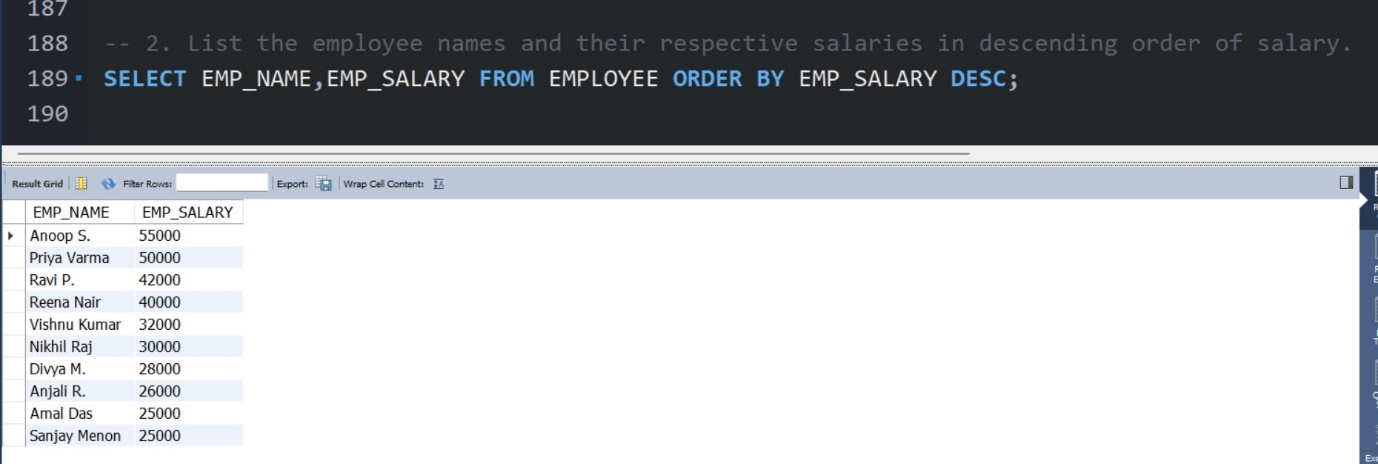 187
188 -- 2. List the employee names and their respective salaries in descending order of salary.
189 SELECT EMP_NAME,EMP_SALARY FROM EMPLOYEE ORDER BY EMP_SALARY DESC;
190
Result Grid Filter Rows: Export: Wrap Cell Content:
EMP_NAME EMP_SALARY
Anoop S. 55000
Priya Varma 50000
Ravi P. 42000
Reena Nair 40000
Vishnu Kumar 32000
Nikhil Raj 30000
Divya M. 28000
Anjali R. 26000
Amal Das 25000
Sanjay Menon 25000